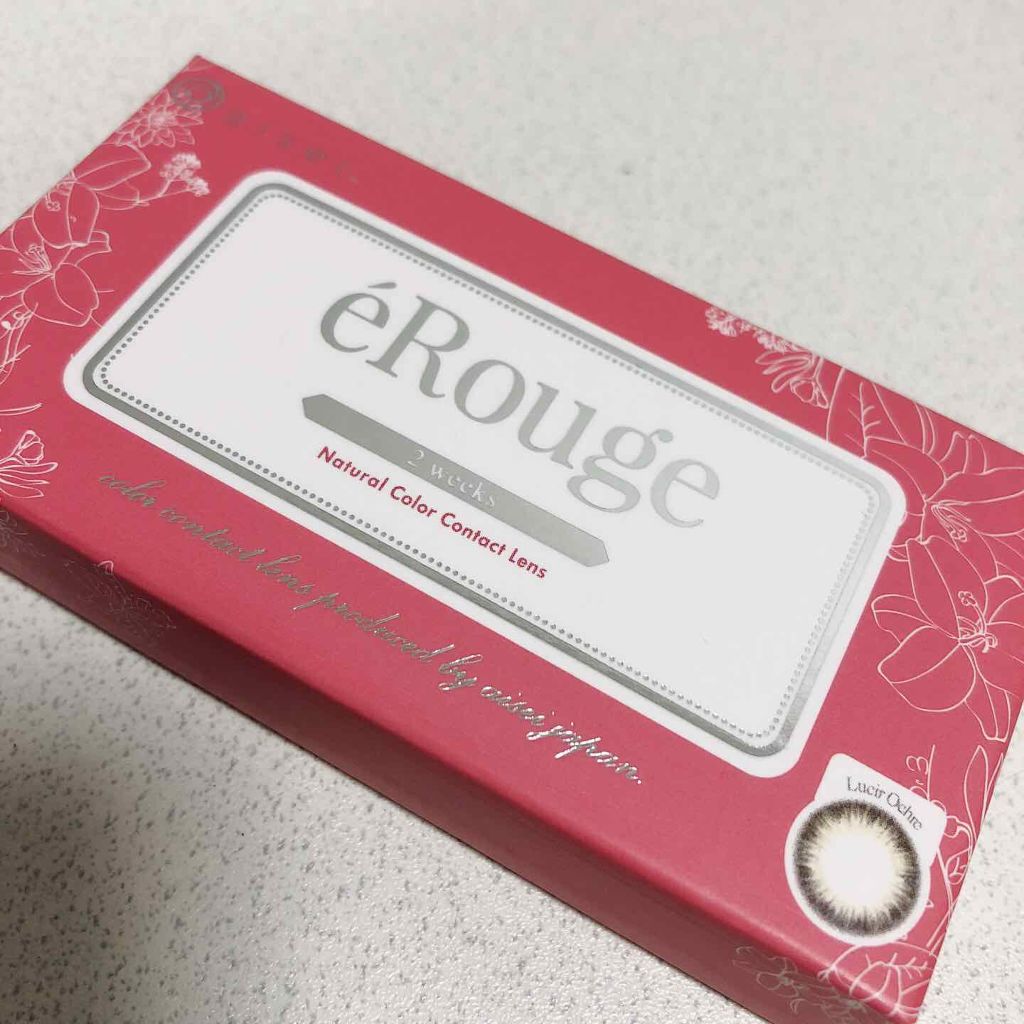 éRouge
2 weeks
Natural Color Contact Lens
color contact lens produced by aisei japan.
Lucir Ochre